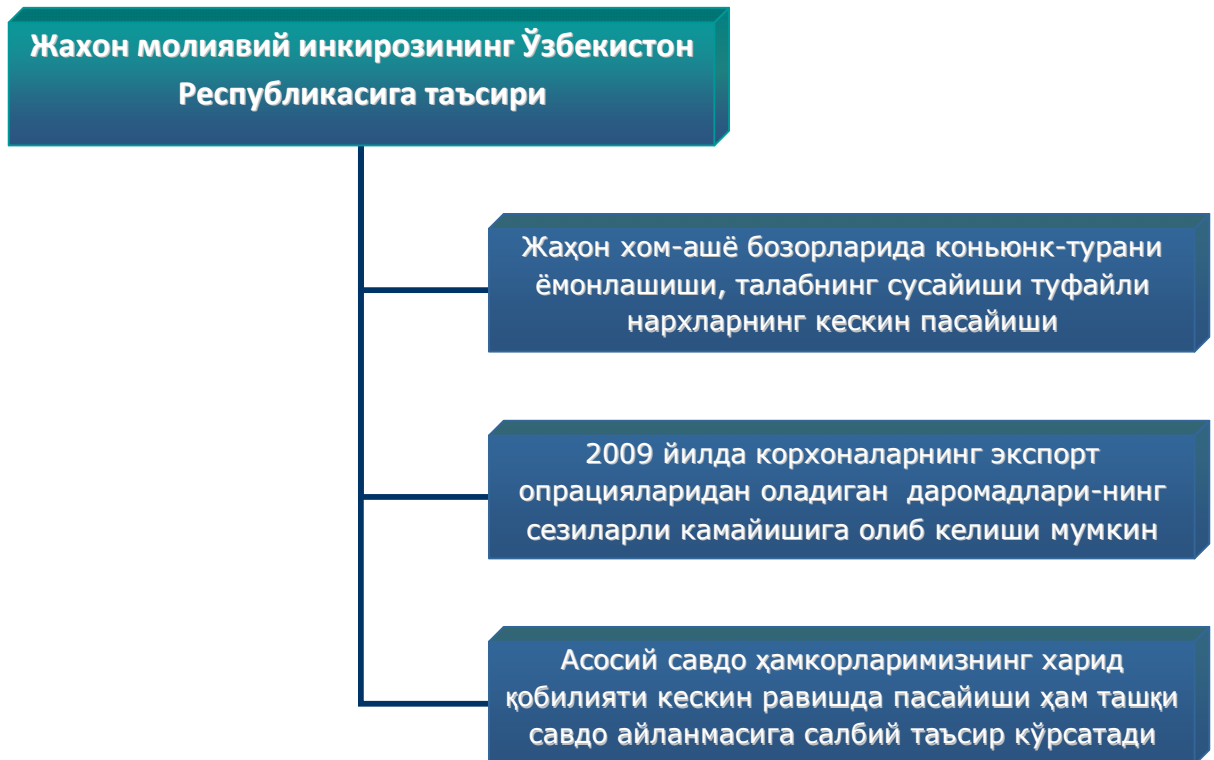 Жахон молиявий инкирозининг Ўзбекистон
Республикасига таъсири
Жаҳон хом-ашё бозорларида коньюнк-турани
ёмонлашиши, талабнинг сусайиши туфайли
нархларнинг кескин пасайиши
2009 йилда корхоналарнинг экспорт
опрацияларидан оладиган даромадлари-нинг
сезиларли камайишига олиб келиши мумкин
Асосий савдо ҳамкорларимизнинг харид
қобилияти кескин равишда пасайиши ҳам ташқи
савдо айланмасига салбий таъсир кўрсатади